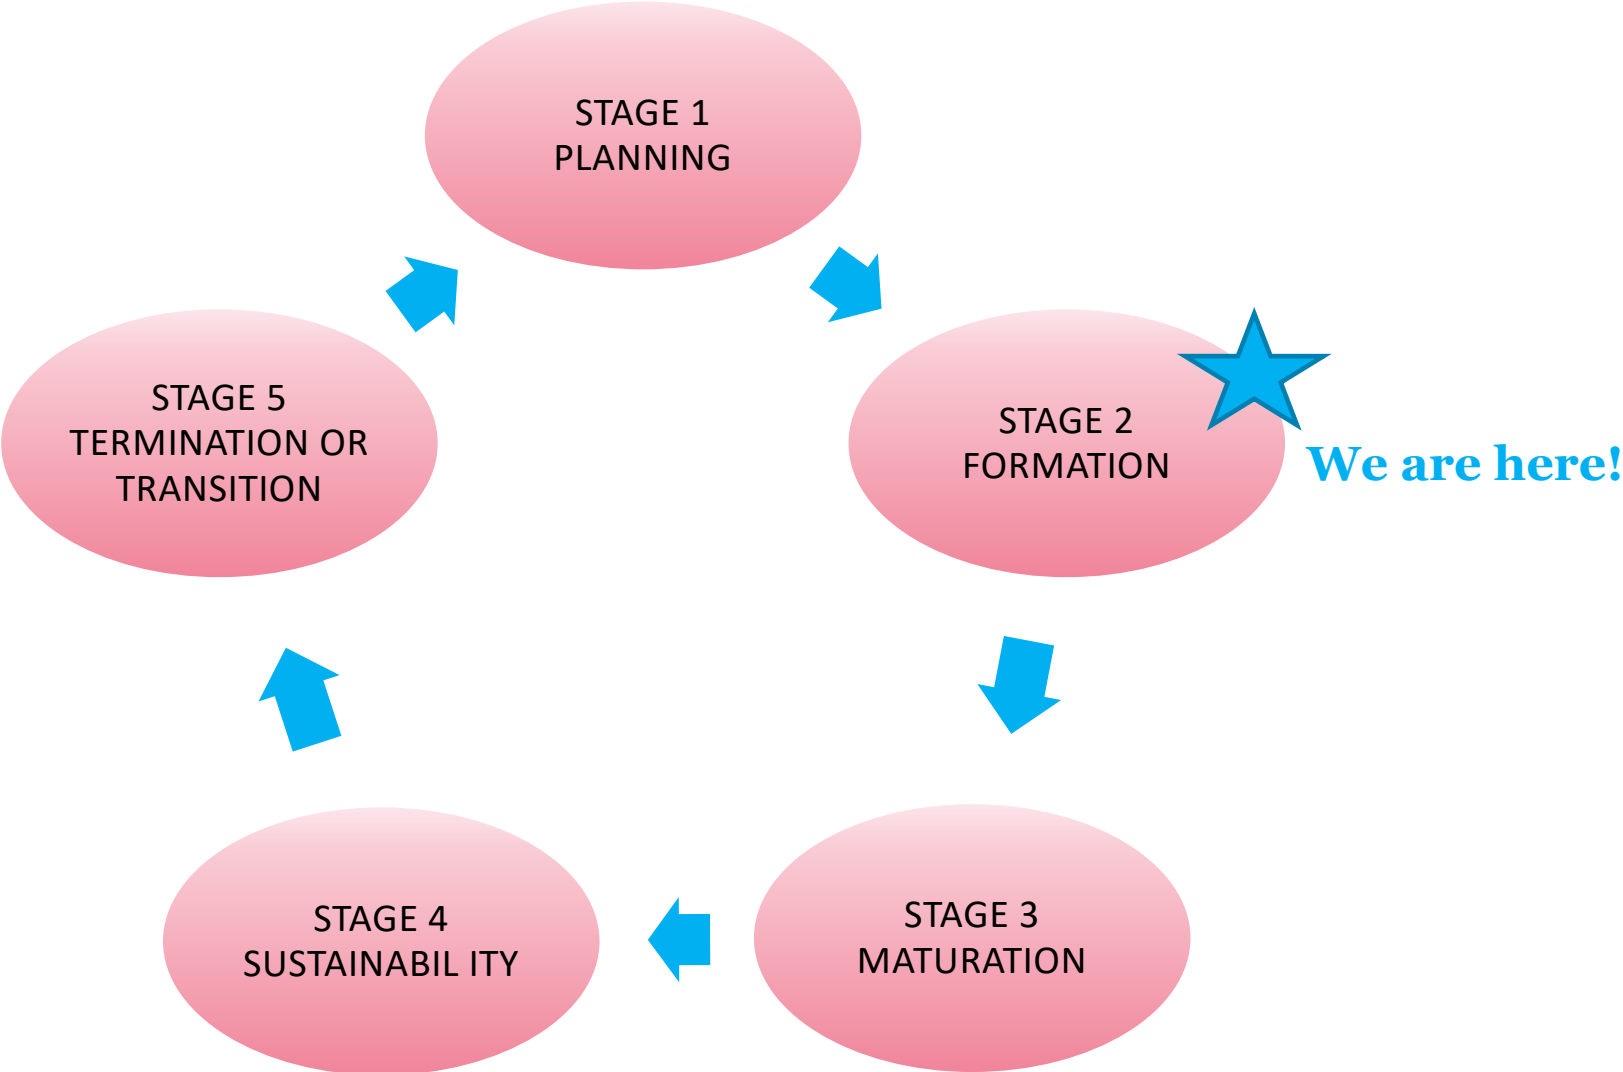 STAGE 1
PLANNING
STAGE 2
FORMATION
We are here!
STAGE 3
MATURATION
STAGE 4
SUSTAINABIL ITY
STAGE 5
TERMINATION OR
TRANSITION